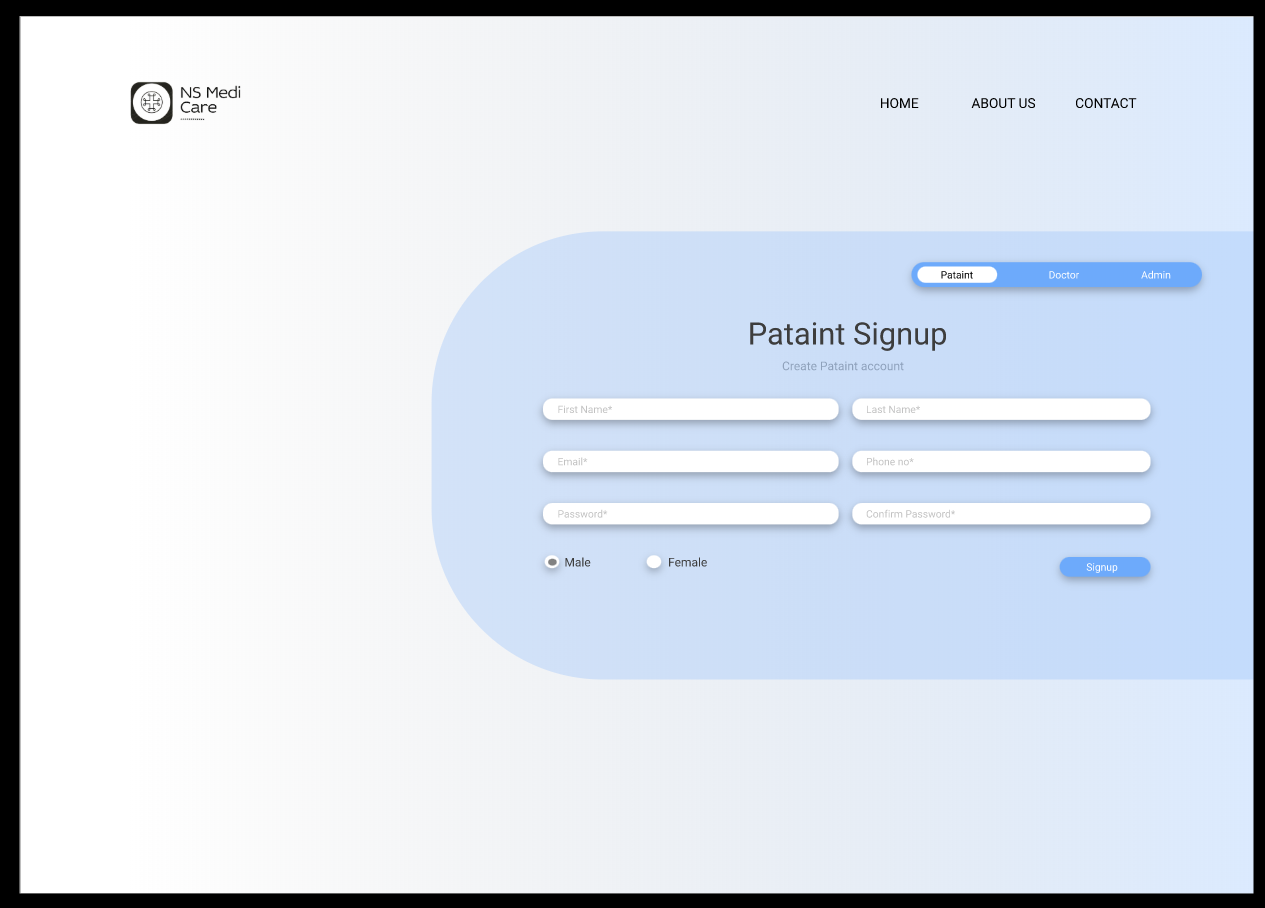 NS Medi
Care
HOME ABOUT US CONTACT
Pataint Doctor Admin
Pataint Signup
Create Pataint account
First Name* Last Name*
Email* Phone no*
Password* Confirm Password*
Male Female Signup